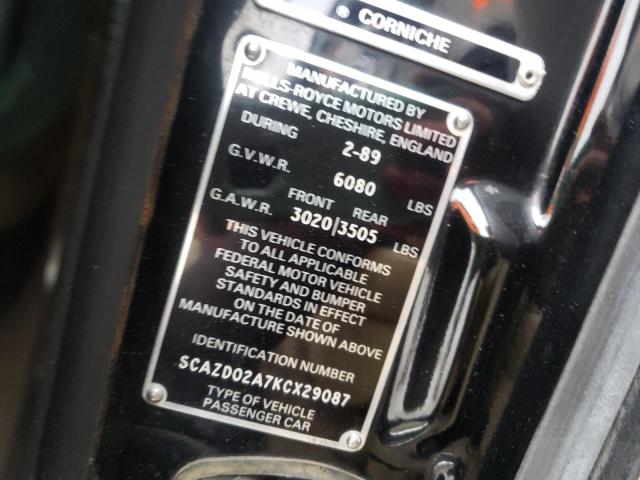 ® CORNICHE
MANUFACTURED BY
ROLLS-ROYCE MOTORS LIMITED
AT CREWE, CHESHIRE, ENGLAND
DURING 2-89
G.V.W.R. 6080 LBS
FRONT REAR
G.A.W.R. 3020/3505 LBS
THIS VEHICLE CONFORMS
TO ALL APPLICABLE
FEDERAL MOTOR VEHICLE
SAFETY AND BUMPER
STANDARDS IN EFFECT
ON THE DATE OF
MANUFACTURE SHOWN ABOVE
IDENTIFICATION NUMBER
SCAZD02A7KCX29087
TYPE OF VEHICLE
PASSENGER CAR